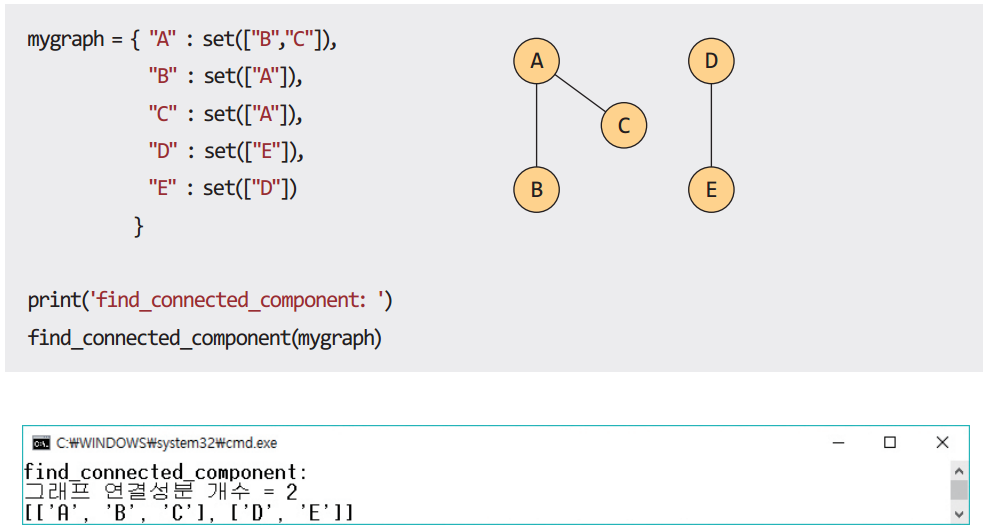 mygraph = { "A" : set(["B","C"]),
"B" : set(["A"]),
"C" : set(["A"]),
"D" : set(["E"]),
"E" : set(["D"])
}
A
C
B
D
E
print('find_connected_component: ')
find_connected_component(mygraph)
C:₩WINDOWS₩system32₩cmd.exe
find_connected_component:
그래프 연결성분 개수 = 2
[['A', 'B', 'C'], ['D', 'E']]